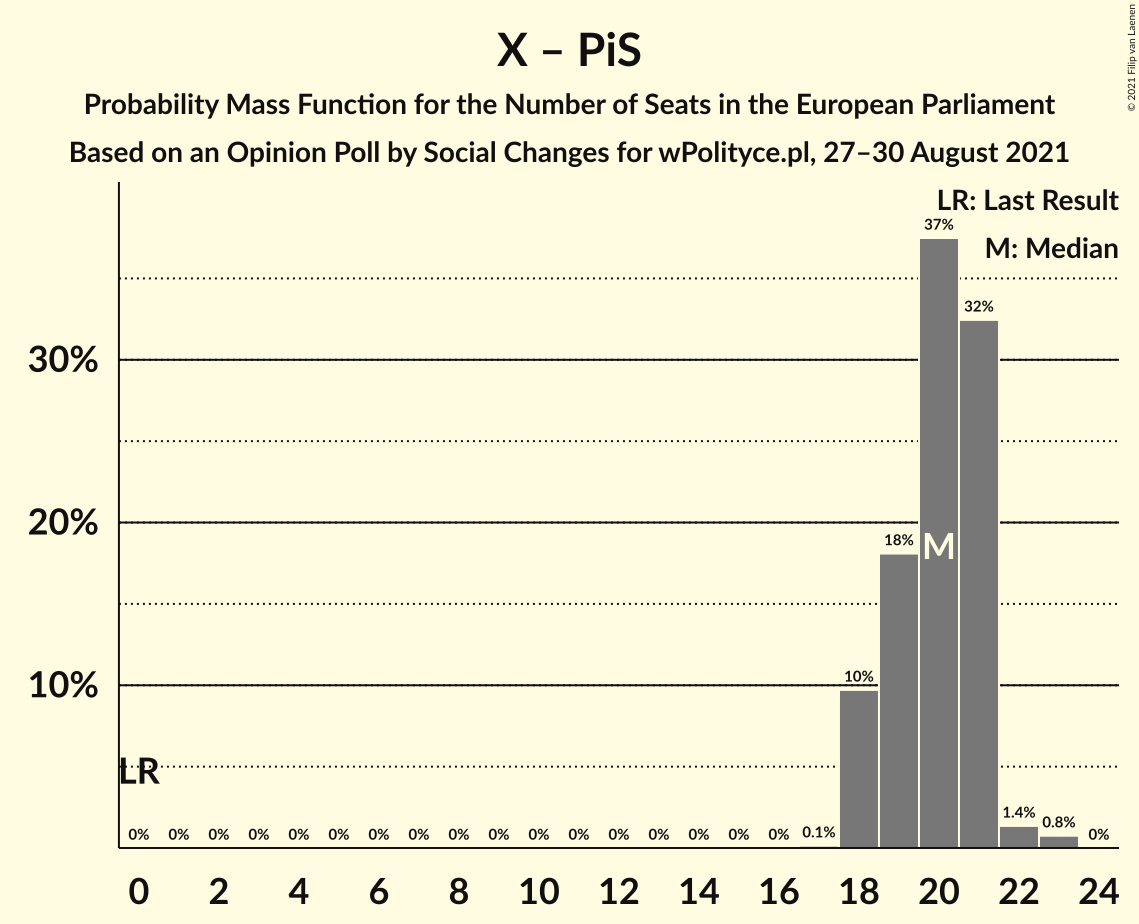 X – PiS
Probability Mass Function for the Number of Seats in the European Parliament
Based on an Opinion Poll by Social Changes for wPolityce.pl, 27–30 August 2021
© 2021 Filip van Laenen
LR: Last Result
M: Median
37%
32%
30%
20%
18%
M
10%
10%
LR
0% 0% 0% 0% 0% 0% 0% 0% 0% 0% 0% 0% 0% 0% 0% 0% 0% 0.1% 1.4% 0.8% 0%
0 2 4 6 8 10 12 14 16 18 20 22 24